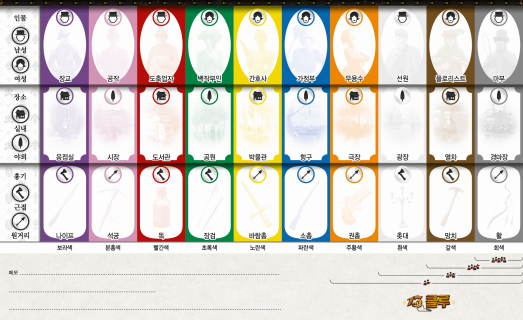 인물
남성
여성
장교 공작 도축업자 백작부인 간호사 가정부 무용수 선원 플로리스트 마부
장소
실내
야외
응접실 시장 도서관 공원 박물관 항구 극장 광장 열차 경마장
흉기
근접
원거리
나이프 석궁 독 장검 바람총 소총 권총 촛대 망치 활
보라색 분홍색 빨간색 초록색 노란색 파란색 주황색 흰색 갈색 회색
메모
클루